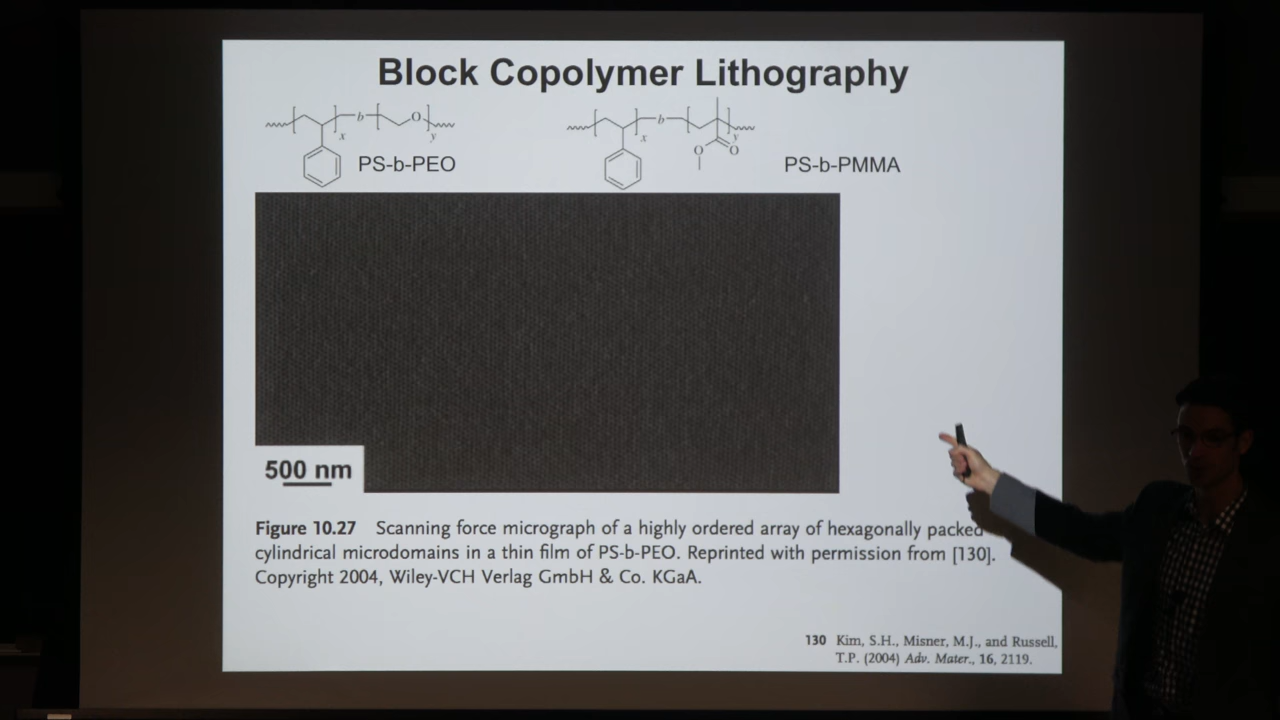 Block Copolymer Lithography
b
O
x
y
PS-b-PEO
b
x
y
O
O
PS-b-PMMA
500 nm
Figure 10.27 Scanning force micrograph of a highly ordered array of hexagonally packed
cylindrical microdomains in a thin film of PS-b-PEO. Reprinted with permission from [130].
Copyright 2004, Wiley-VCH Verlag GmbH & Co. KGaA.
130 Kim, S.H., Misner, M.J., and Russell,
T.P. (2004) Adv. Mater., 16, 2119.